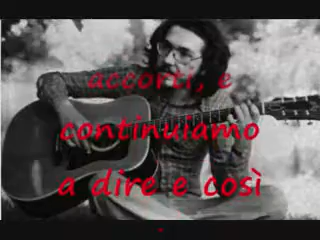 accorti, e
continuiamo
a dire e così